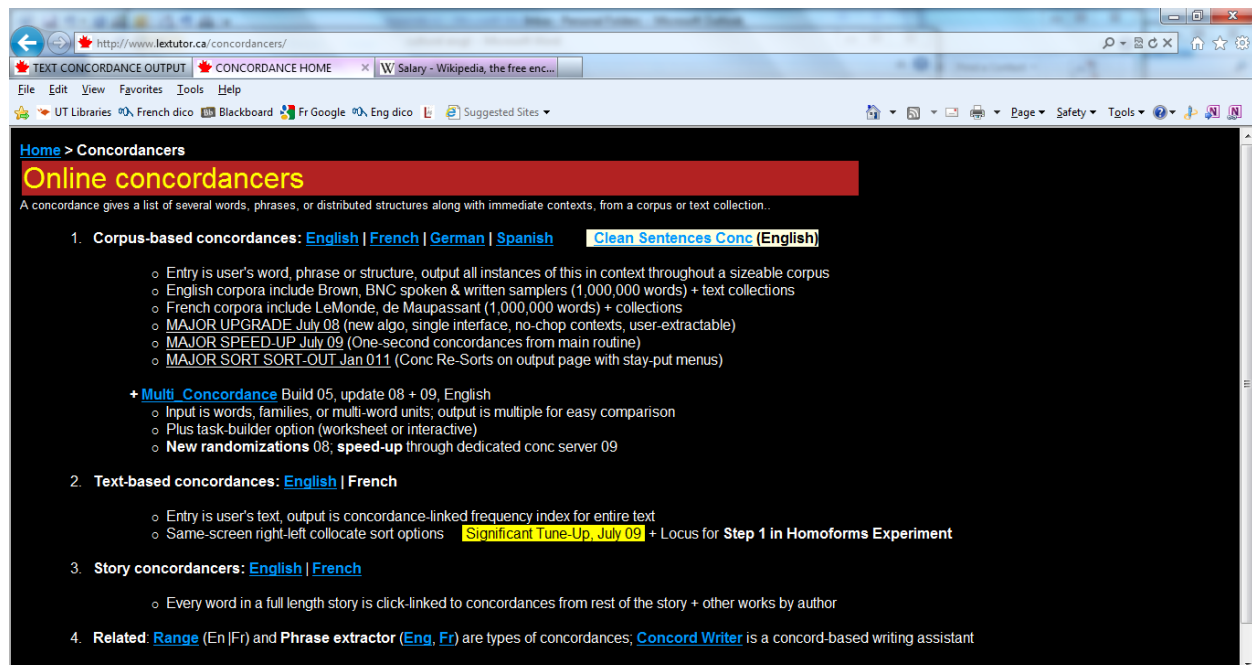 http://www.lextutor.ca/concordancers/
TEXT CONCORDANCE OUTPUT CONCORDANCE HOME W Salary - Wikipedia, the free enc...
File Edit View Favorites Tools Help
UT Libraries French dico Blackboard Fr Google Eng dico Suggested Sites Page Safety Tools
Home > Concordancers
Online concordancers
A concordance gives a list of several words, phrases, or distributed structures along with immediate contexts, from a corpus or text collection..
1. Corpus-based concordances: English | French | German | Spanish Clean Sentences Conc (English)
○ Entry is user's word, phrase or structure, output all instances of this in context throughout a sizeable corpus
○ English corpora include Brown, BNC spoken & written samplers (1,000,000 words) + text collections
○ French corpora include LeMonde, de Maupassant (1,000,000 words) + collections
○ MAJOR UPGRADE July 08 (new algo, single interface, no-chop contexts, user-extractable)
○ MAJOR SPEED-UP July 09 (One-second concordances from main routine)
○ MAJOR SORT SORT-OUT Jan 011 (Conc Re-Sorts on output page with stay-put menus)
+ Multi_Concordance Build 05, update 08 + 09, English
○ Input is words, families, or multi-word units; output is multiple for easy comparison
○ Plus task-builder option (worksheet or interactive)
○ New randomizations 08; speed-up through dedicated conc server 09
2. Text-based concordances: English | French
○ Entry is user's text, output is concordance-linked frequency index for entire text
○ Same-screen right-left collocate sort options Significant Tune-Up, July 09 + Locus for Step 1 in Homoforms Experiment
3. Story concordancers: English | French
○ Every word in a full length story is click-linked to concordances from rest of the story + other works by author
4. Related: Range (En |Fr) and Phrase extractor (Eng, Fr) are types of concordances; Concord Writer is a concord-based writing assistant